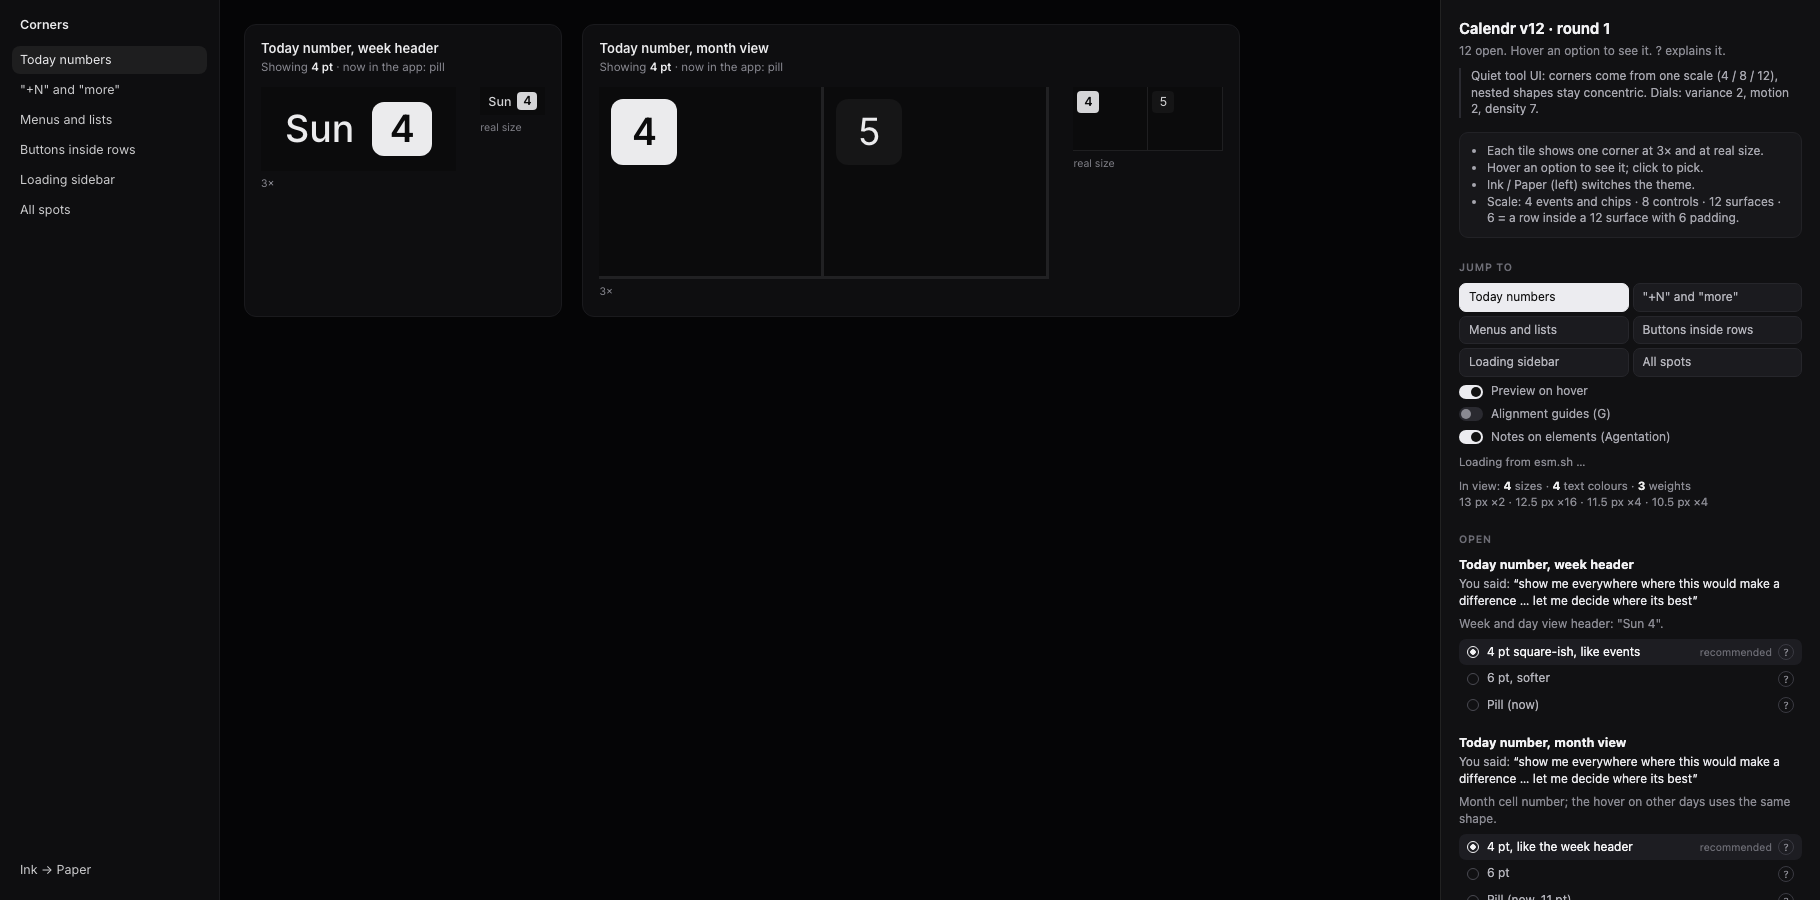 Corners
Today numbers
"+N" and "more"
Menus and lists
Buttons inside rows
Loading sidebar
All spots
Ink → Paper
Today number, week header
Showing 4 pt · now in the app: pill
Sun 4
3×
Sun 4
real size
Today number, month view
Showing 4 pt · now in the app: pill
4 5
3×
4 5
real size
Calendr v12 · round 1
12 open. Hover an option to see it. ? explains it.
Quiet tool UI: corners come from one scale (4 / 8 / 12),
nested shapes stay concentric. Dials: variance 2, motion
2, density 7.
• Each tile shows one corner at 3× and at real size.
• Hover an option to see it; click to pick.
• Ink / Paper (left) switches the theme.
• Scale: 4 events and chips · 8 controls · 12 surfaces ·
6 = a row inside a 12 surface with 6 padding.
JUMP TO
Today numbers
"+N" and "more"
Menus and lists
Buttons inside rows
Loading sidebar
All spots
Preview on hover
Alignment guides (G)
Notes on elements (Agentation)
Loading from esm.sh …
In view: 4 sizes · 4 text colours · 3 weights
13 px ×2 · 12.5 px ×16 · 11.5 px ×4 · 10.5 px ×4
OPEN
Today number, week header
You said: “show me everywhere where this would make a
difference … let me decide where its best”
Week and day view header: "Sun 4".
4 pt square-ish, like events recommended ?
6 pt, softer ?
Pill (now) ?
Today number, month view
You said: “show me everywhere where this would make a
difference … let me decide where its best”
Month cell number; the hover on other days uses the same
shape.
4 pt, like the week header recommended ?
6 pt ?
Pill (now, 11 pt) ?